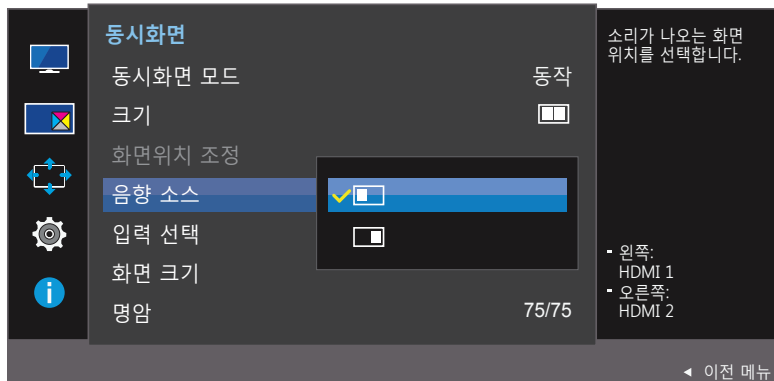 동시화면
동시화면 모드 동작
크기
화면위치 조정
음향 소스
입력 선택
화면 크기
명암 75/75
소리가 나오는 화면
위치를 선택합니다.
- 왼쪽:
HDMI 1
- 오른쪽:
HDMI 2
◄ 이전 메뉴